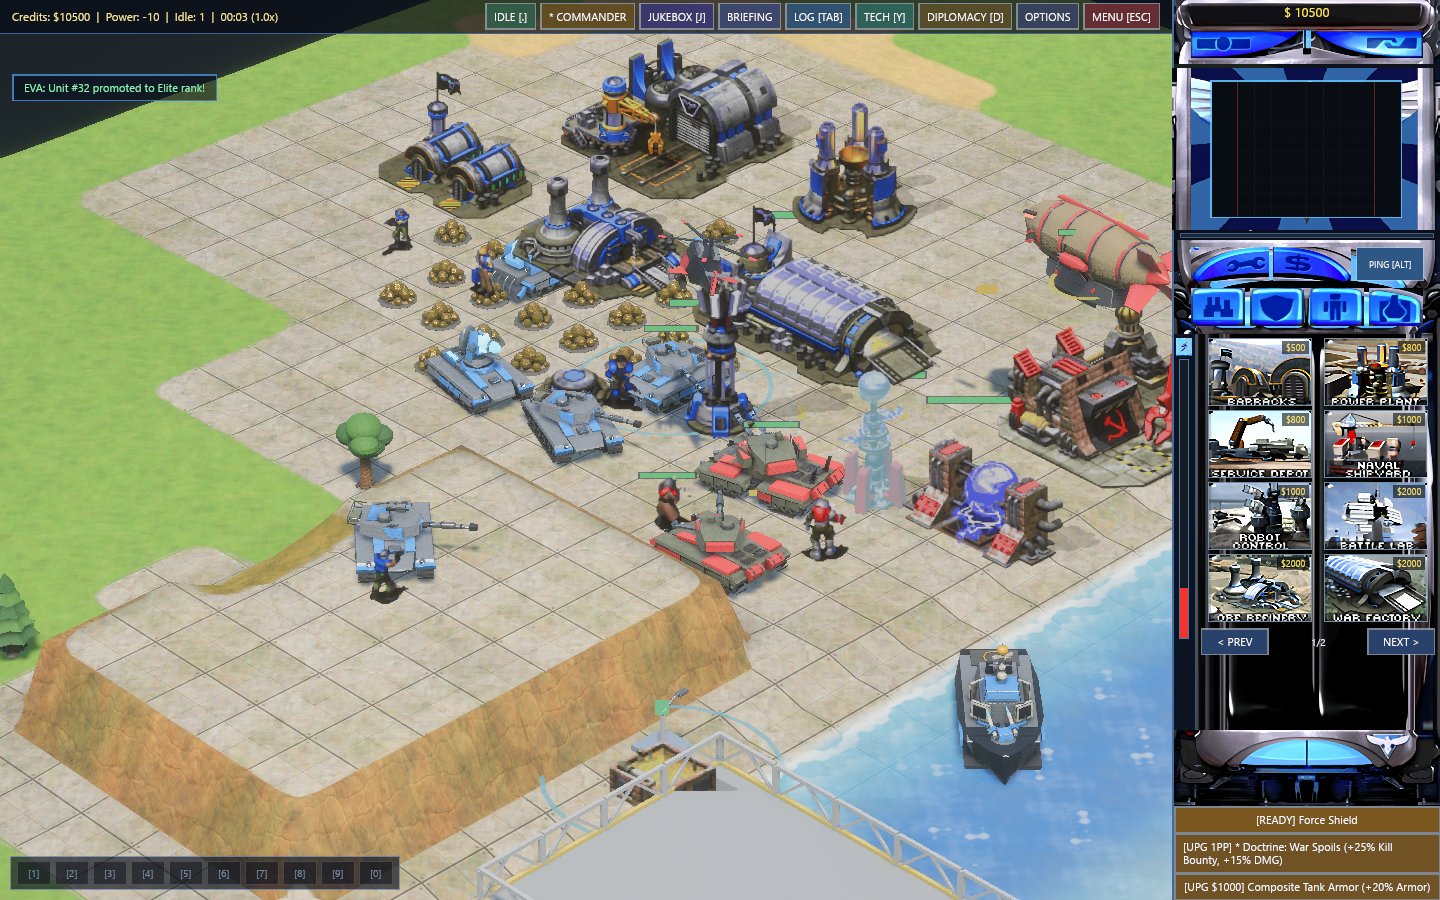 Credits: $10500 | Power: -10 | Idle: 1 | 00:03 (1.0x)
IDLE [.]
* COMMANDER
JUKEBOX [J]
BRIEFING
LOG [TAB]
TECH [Y]
DIPLOMACY [D]
OPTIONS
MENU [ESC]
$ 10500
EVA: Unit #32 promoted to Elite rank!
PING [ALT]
$500
BARRACKS
$800
POWER PLANT
$800
SERVICE DEPOT
$1000
NAVAL
SHIPYARD
$1000
ROBOT
CONTROL
$2000
BATTLE LAB
$2000
ORE REFINERY
$2000
WAR FACTORY
< PREV
1/2
NEXT >
[READY] Force Shield
[UPG 1PP] * Doctrine: War Spoils (+25% Kill
Bounty, +15% DMG)
[UPG $1000] Composite Tank Armor (+20% Armor)
[1]
[2]
[3]
[4]
[5]
[6]
[7]
[8]
[9]
[0]